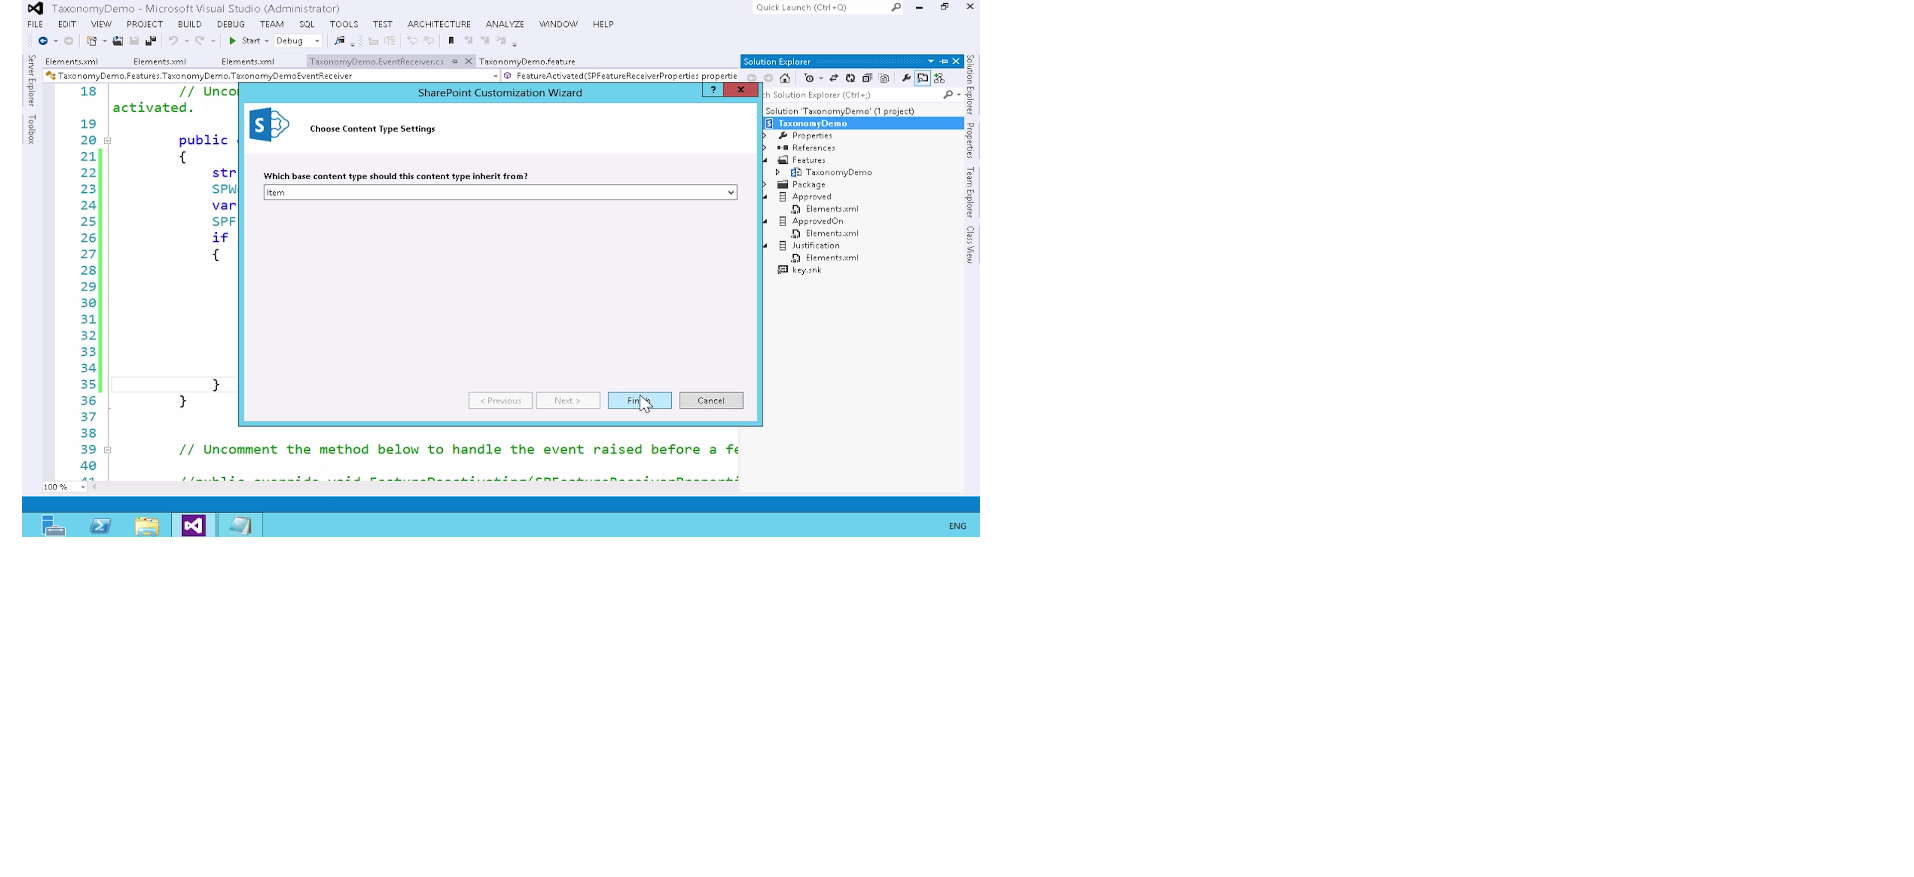 TaxonomyDemo - Microsoft Visual Studio (Administrator)
Quick Launch (Ctrl+Q)
FILE EDIT VIEW PROJECT BUILD DEBUG TEAM SQL TOOLS TEST ARCHITECTURE ANALYZE WINDOW HELP
Start Debug
Elements.xml Elements.xml Elements.xml TaxonomyDemo.EventReceiver.cs TaxonomyDemo.feature
TaxonomyDemo.Features.TaxonomyDemo.TaxonomyDemoEventReceiver
FeatureActivated(SPFeatureReceiverProperties propertie
Server Explorer
Toolbox
18 // Uncom
activated.
19
20 public
21 {
22 str
23 SPW
24 var
25 SPF
26 if
27 {
28
29
30
31
32
33
34
35 }
36 }
37
38
39 // Uncomment the method below to handle the event raised before a fe
40
41 //public override void FeatureDeactivating(SPFeatureReceiverProperti
100 %
SharePoint Customization Wizard
?
Choose Content Type Settings
Which base content type should this content type inherit from?
Item
< Previous
Next >
Cancel
Solution Explorer
ch Solution Explorer (Ctrl+;)
Solution 'TaxonomyDemo' (1 project)
TaxonomyDemo
Properties
References
Features
TaxonomyDemo
Package
Approved
Elements.xml
ApprovedOn
Elements.xml
Justification
Elements.xml
key.snk
Solution Explorer
Properties
Team Explorer
Class View
ENG